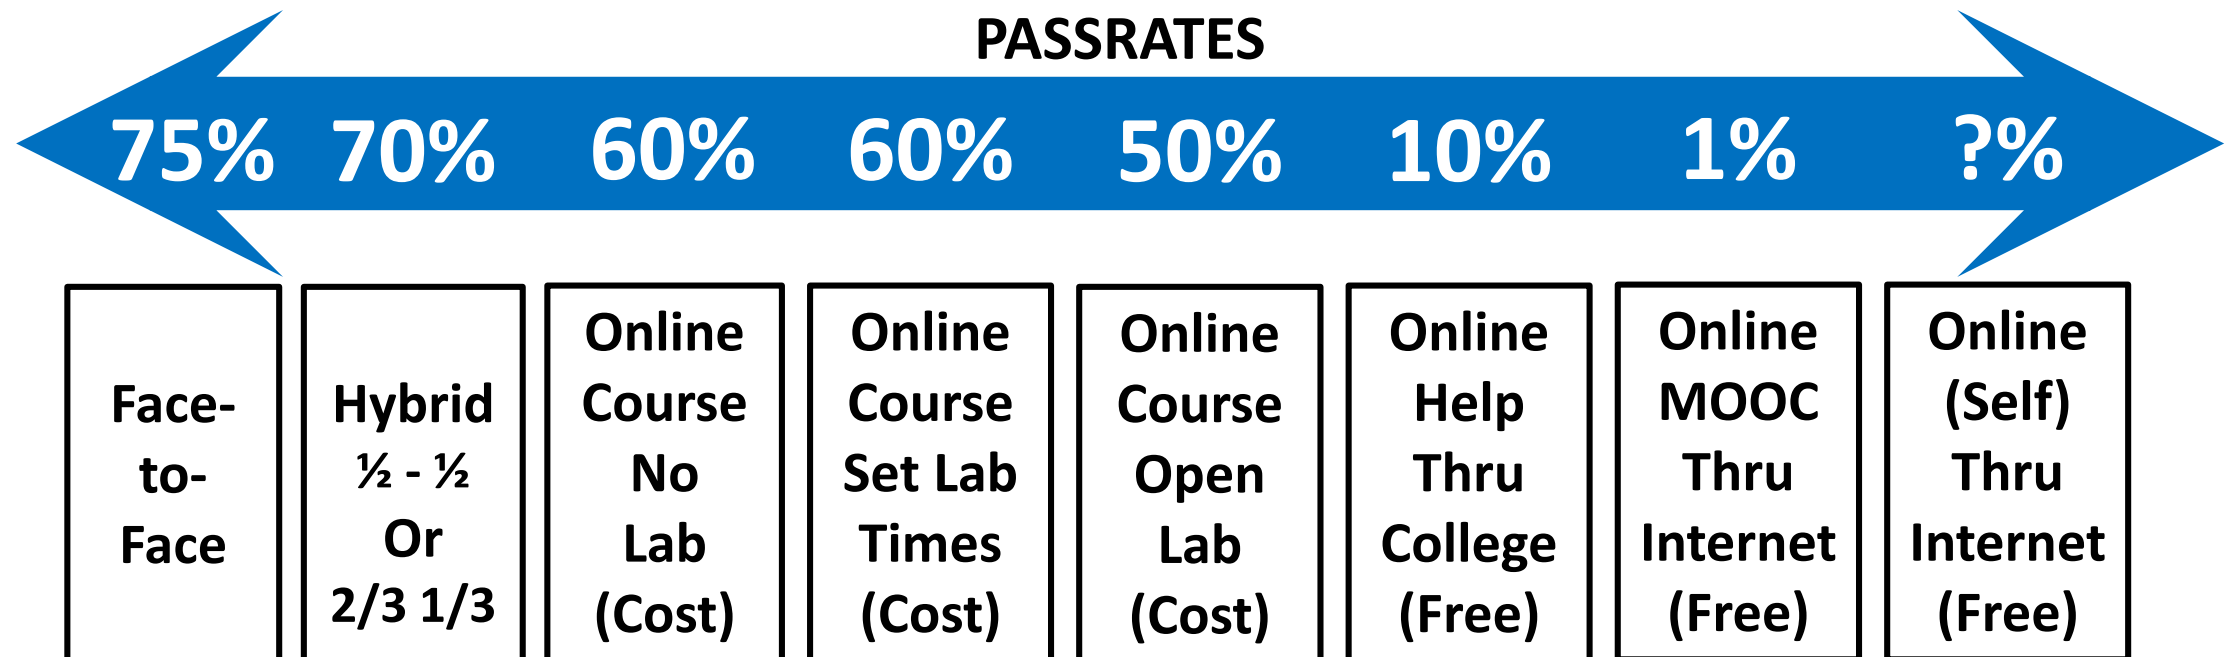 PASSRATES
75% 70% 60% 60% 50% 10% 1% ?%
Face-
to-
Face
Hybrid
½ - ½
Or
2/3 1/3
Online
Course
No
Lab
(Cost)
Online
Course
Set Lab
Times
(Cost)
Online
Course
Open
Lab
(Cost)
Online
Help
Thru
College
(Free)
Online
MOOC
Thru
Internet
(Free)
Online
(Self)
Thru
Internet
(Free)